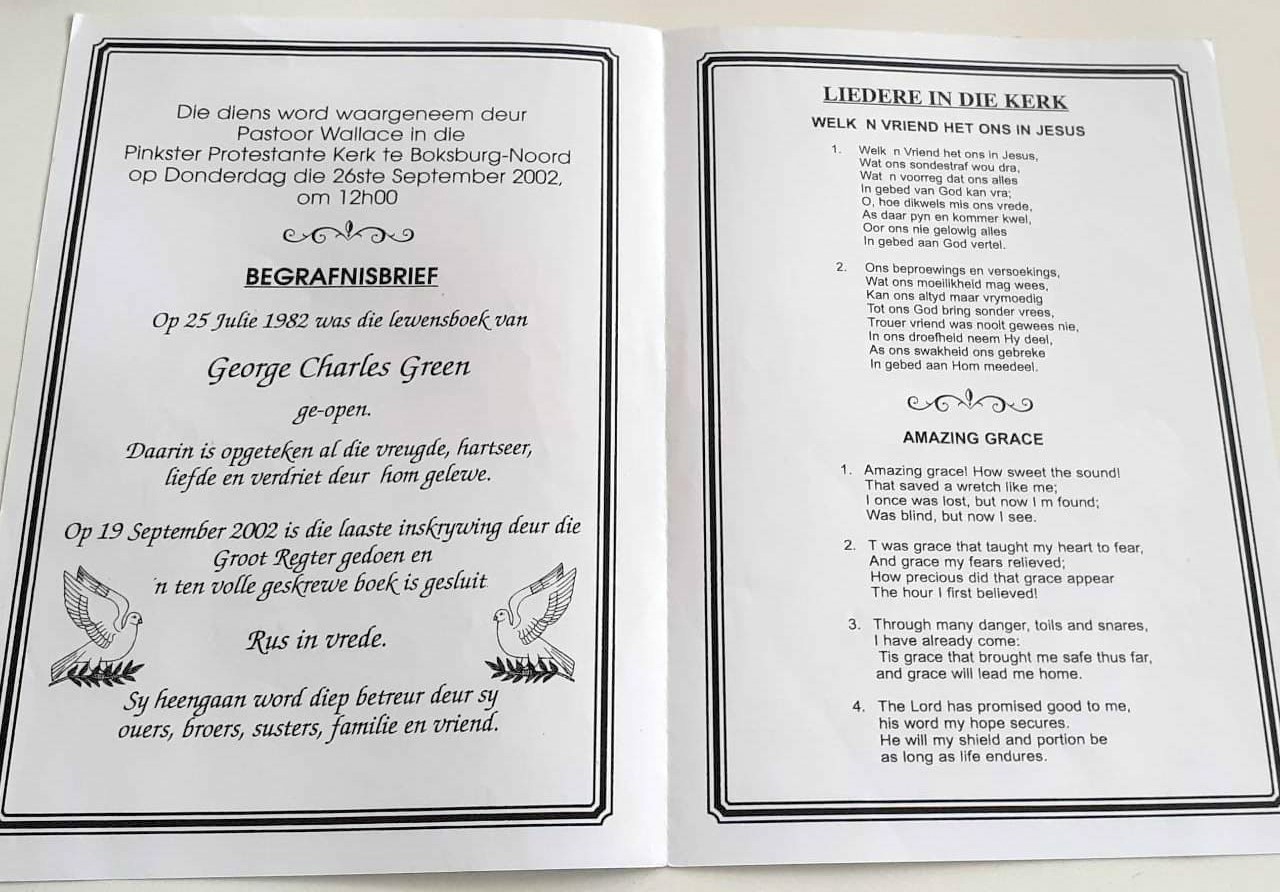 Die diens word waargeneem deur
Pastoor Wallace in die
Pinkster Protestante Kerk te Boksburg-Noord
op Donderdag die 26ste September 2002,
om 12h00
BEGRAFNISBRIEF
Op 25 Julie 1982 was die lewensboek van
George Charles Green
ge-open.
Daarin is opgeteken al die vreugde, hartseer,
liefde en verdriet deur hom gelewe.
Op 19 September 2002 is die laaste inskrywing deur die
Groot Regter gedoen en
'n ten volle geskrewe boek is gesluit
Rus in vrede.
Sy heengaan word diep betreur deur sy
ouers, broers, susters, familie en vriend.
LIEDERE IN DIE KERK
WELK N VRIEND HET ONS IN JESUS
1. Welk n Vriend het ons in Jesus,
Wat ons sondestraf wou dra,
Wat n voorreg dat ons alles
In gebed van God kan vra;
O, hoe dikwels mis ons vrede,
As daar pyn en kommer kwel,
Oor ons nie gelowig alles
In gebed aan God vertel.
2. Ons beproewings en versoekings,
Wat ons moeilikheid mag wees,
Kan ons altyd maar vrymoedig
Tot ons God bring sonder vrees,
Trouer vriend was nooit gewees nie,
In ons droefheid neem Hy deel,
As ons swakheid ons gebreke
In gebed aan Hom meedeel.
AMAZING GRACE
1. Amazing grace! How sweet the sound!
That saved a wretch like me;
I once was lost, but now I m found;
Was blind, but now I see.
2. T was grace that taught my heart to fear,
And grace my fears relieved;
How precious did that grace appear
The hour I first believed!
3. Through many danger, toils and snares,
I have already come:
Tis grace that brought me safe thus far,
and grace will lead me home.
4. The Lord has promised good to me,
his word my hope secures.
He will my shield and portion be
as long as life endures.